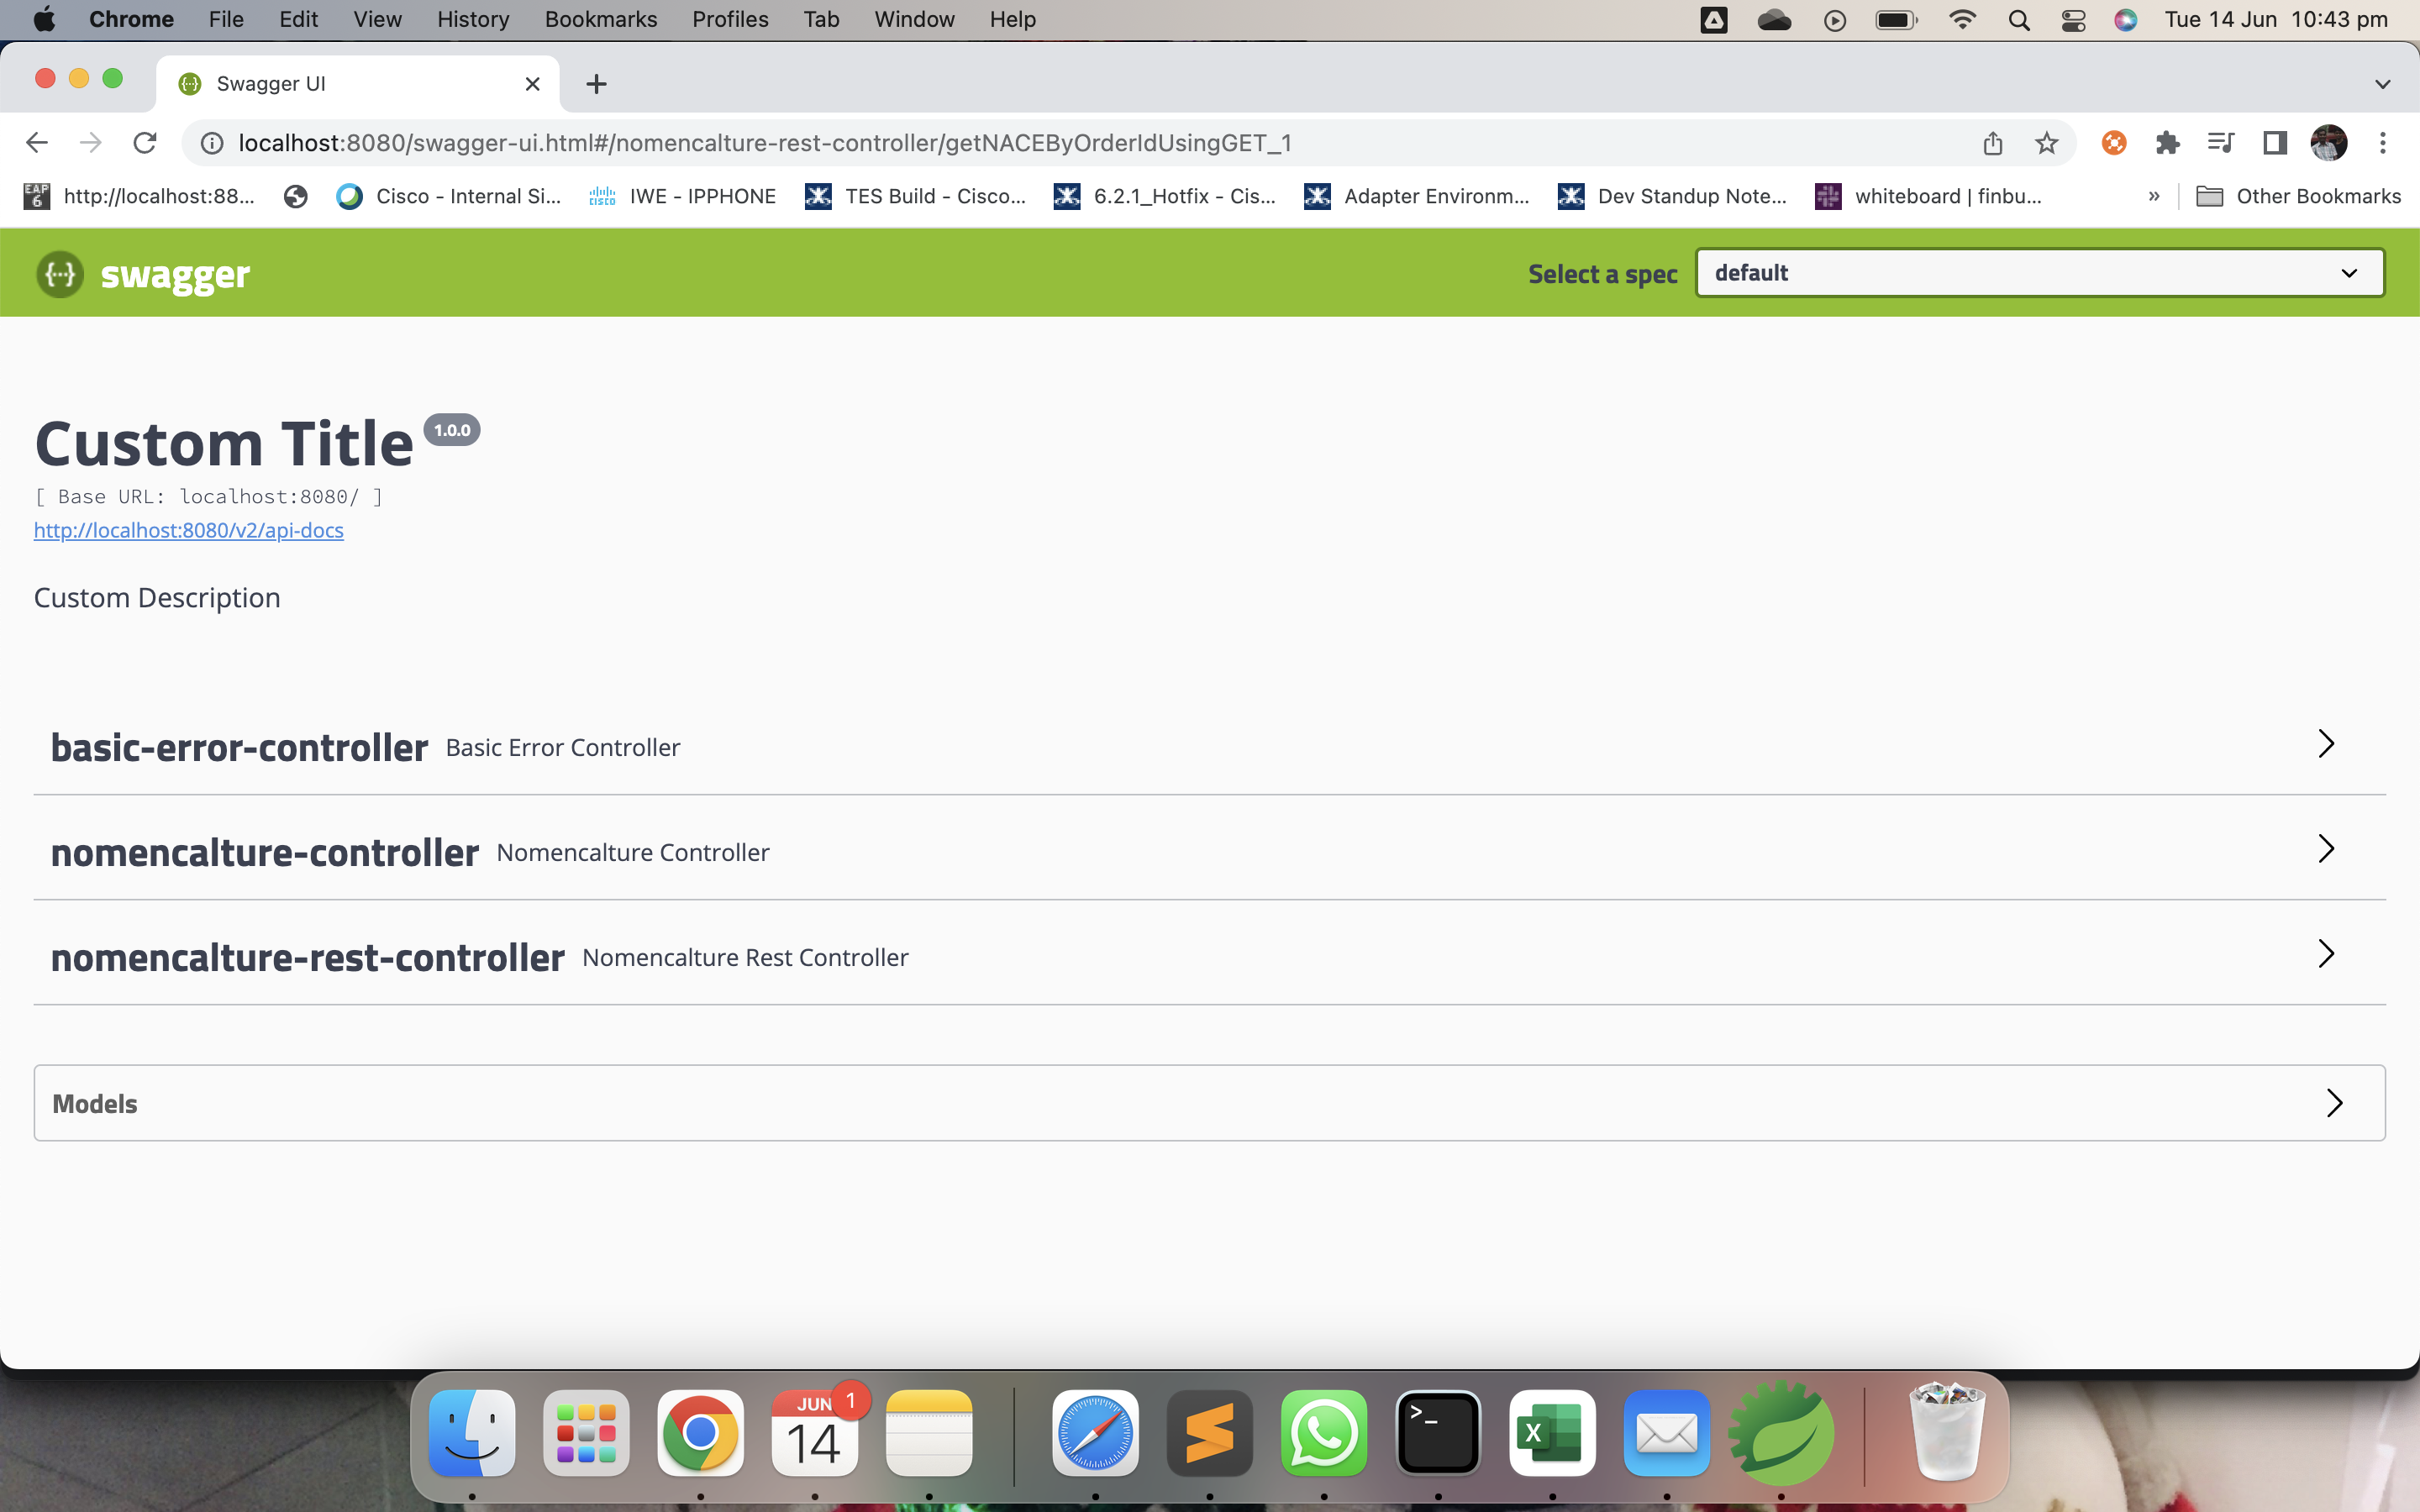 Chrome File Edit View History Bookmarks Profiles Tab Window Help Tue 14 Jun 10:43 pm
Swagger UI
localhost:8080/swagger-ui.html#/nomencalture-rest-controller/getNACEByOrderIdUsingGET_1
EAP 6 http://localhost:88... Cisco - Internal Si... CISCO IWE - IPPHONE TES Build - Cisco... 6.2.1_Hotfix - Cis... Adapter Environm... Dev Standup Note... whiteboard | finbu... » Other Bookmarks
{···} swagger Select a spec default
Custom Title 1.0.0
[ Base URL: localhost:8080/ ]
http://localhost:8080/v2/api-docs
Custom Description
basic-error-controller Basic Error Controller
nomencalture-controller Nomencalture Controller
nomencalture-rest-controller Nomencalture Rest Controller
Models
JUN 1
14
>_
X